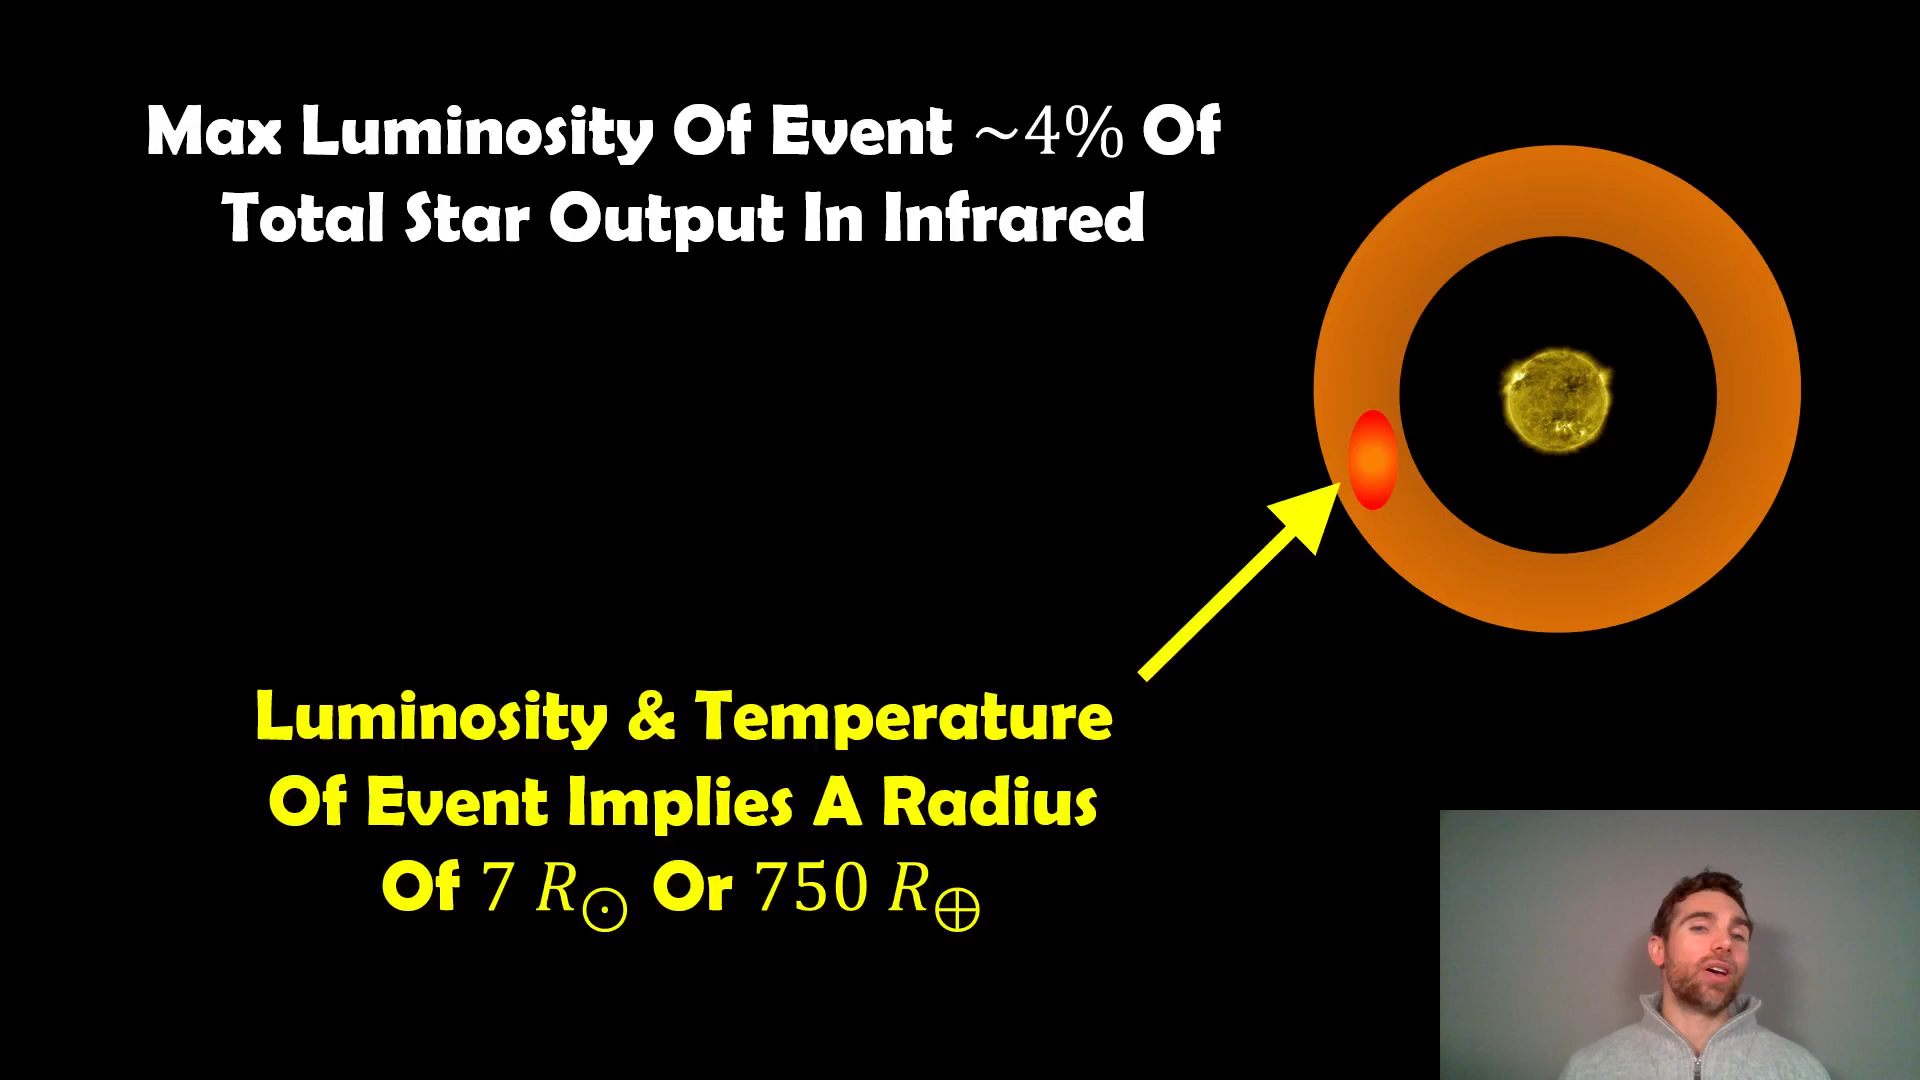 Max Luminosity Of Event ~4% Of
Total Star Output In Infrared
Luminosity & Temperature
Of Event Implies A Radius
Of 7 R⊙ Or 750 R⊕